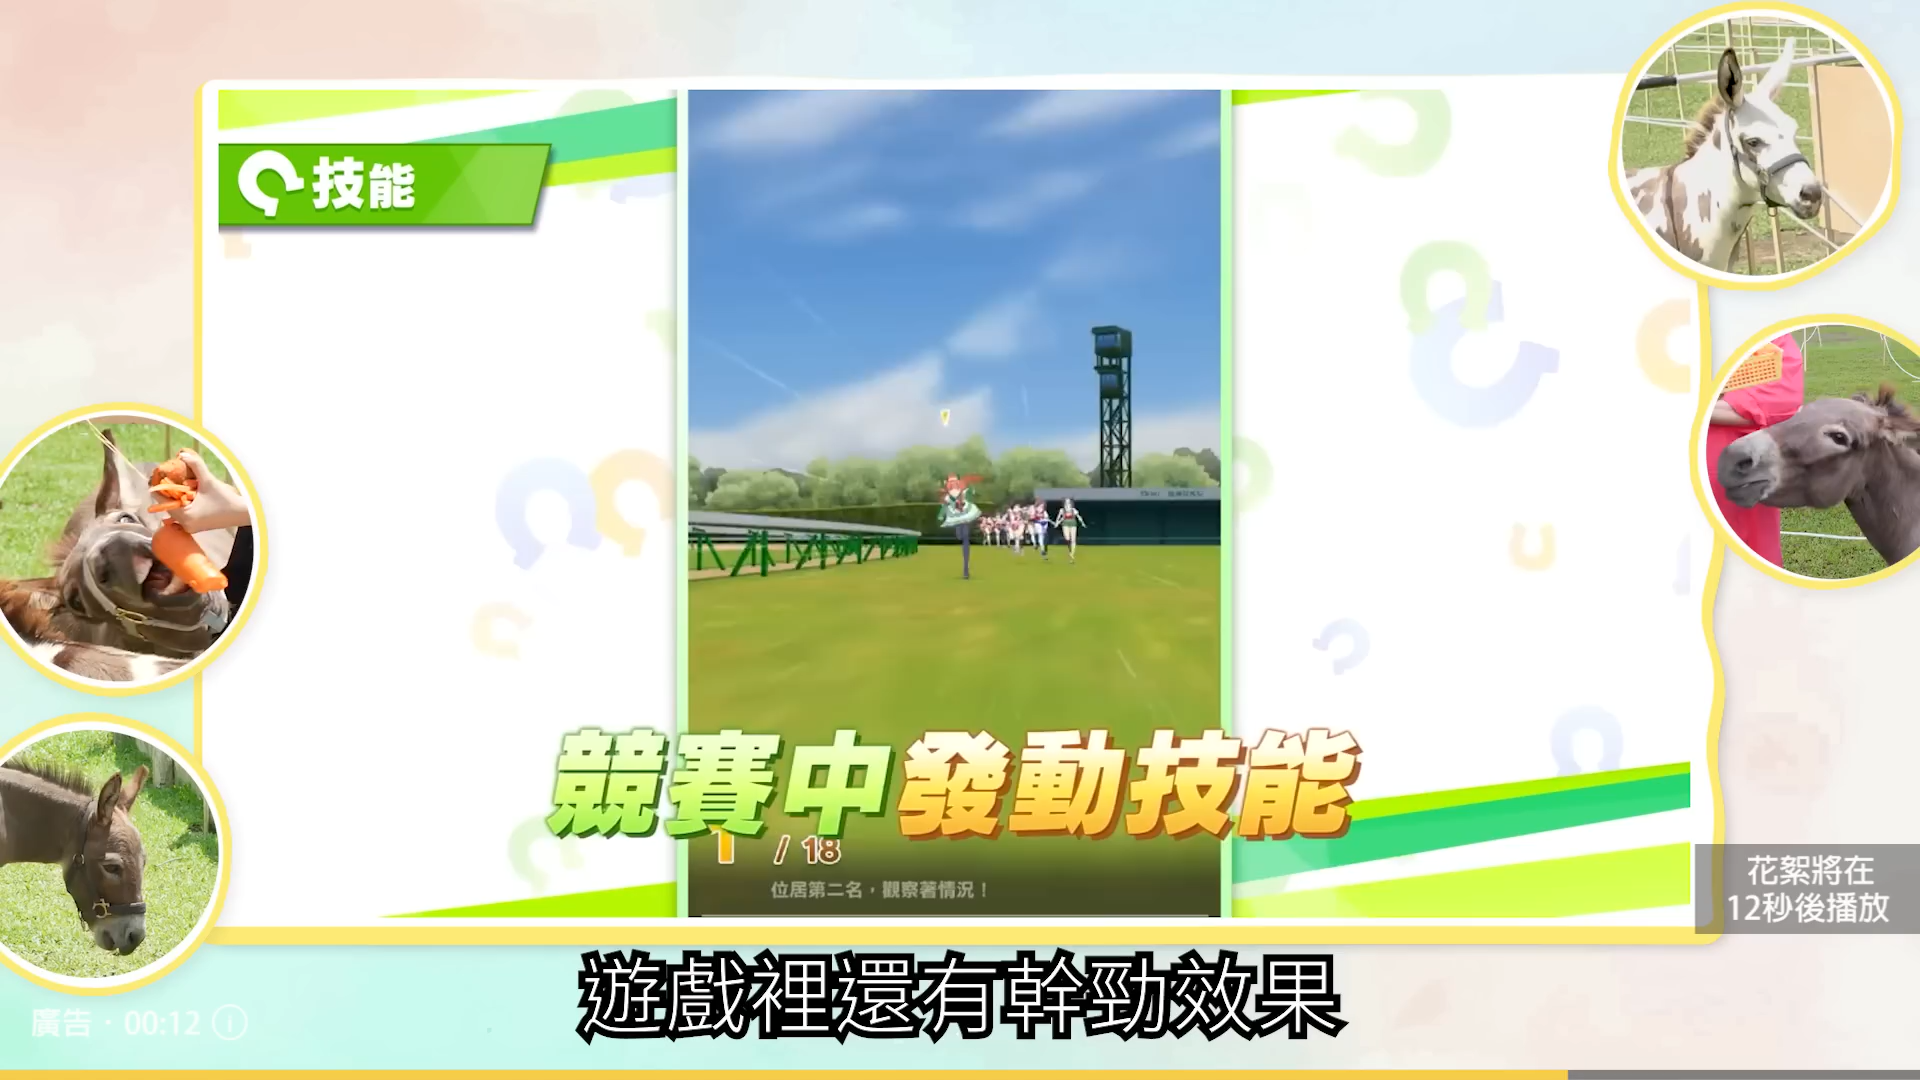 技能
競賽中發動技能
1 / 18
位居第二名，觀察著情況！
花絮將在
12秒後播放
遊戲裡還有幹勁效果
廣告 · 00:12